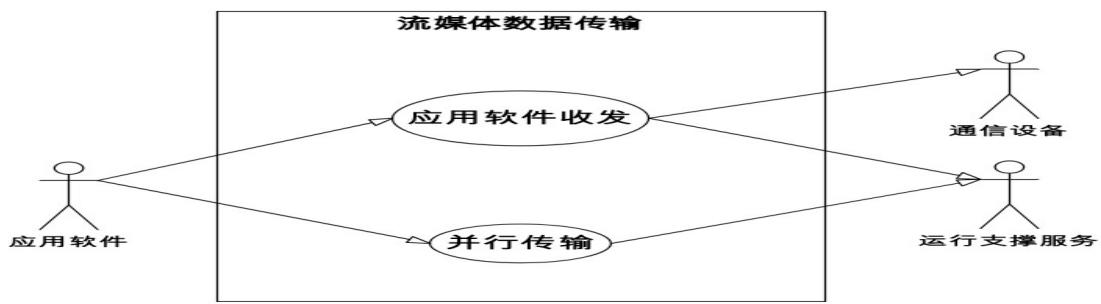 流媒体数据传输
应用软件收发
通信设备
应用软件
并行传输
运行支撑服务